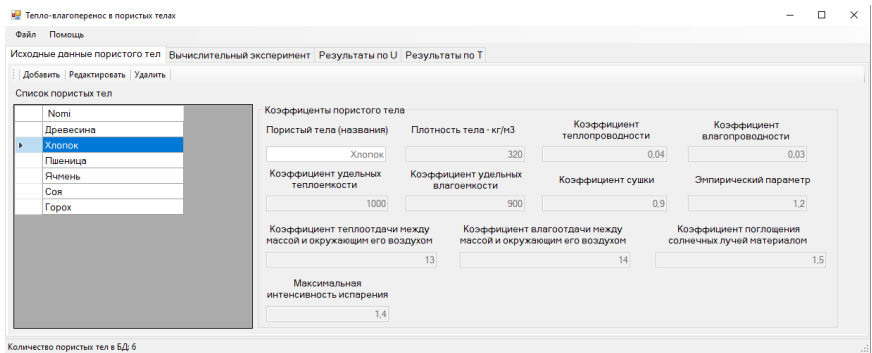 Тепло-влагоперенос в пористых телах
Файл Помощь
Исходные данные пористого тел Вычислительный эксперимент Результаты по U Результаты по T
Добавить Редактировать Удалить
Список пористых тел
Nomi
Древесина
Хлопок
Пшеница
Ячмень
Соя
Горох
Коэффиценты пористого тела
Пористый тела (названия) Плотность тела - кг/м3 Коэффициент теплопроводности Коэффициент влагопроводности
Хлопок 320 0,04 0,03
Коэффициент удельных теплоемкости Коэффициент удельных влагоемкости Коэффициент сушки Эмпирический параметр
1000 900 0,9 1,2
Коэффициент теплоотдачи между массой и окружающим его воздухом Коэффициент влагоотдачи между массой и окружающим его воздухом Коэффициент поглощения солнечных лучей материалом
13 14 1,5
Максимальная
интенсивность испарения
1,4
Количество пористых тел в БД: 6